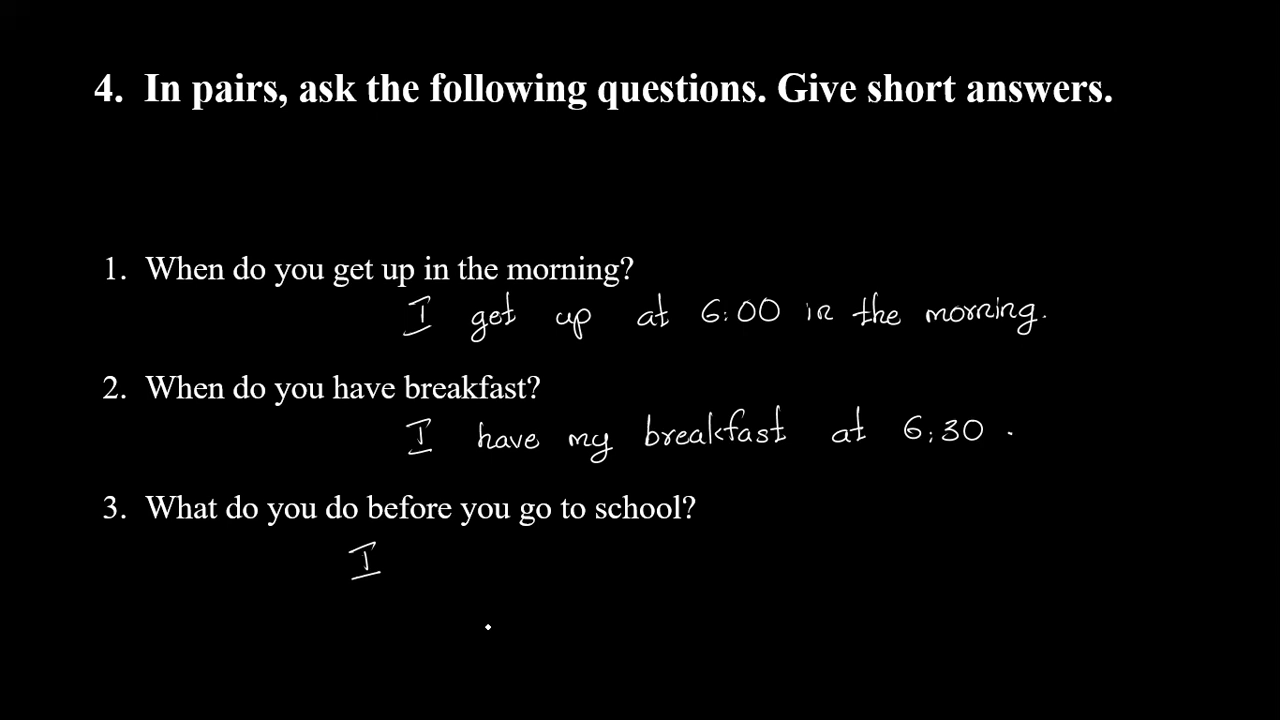 4. In pairs, ask the following questions. Give short answers.
1. When do you get up in the morning?
I get up at 6:00 in the morning.
2. When do you have breakfast?
I have my breakfast at 6:30.
3. What do you do before you go to school?
I